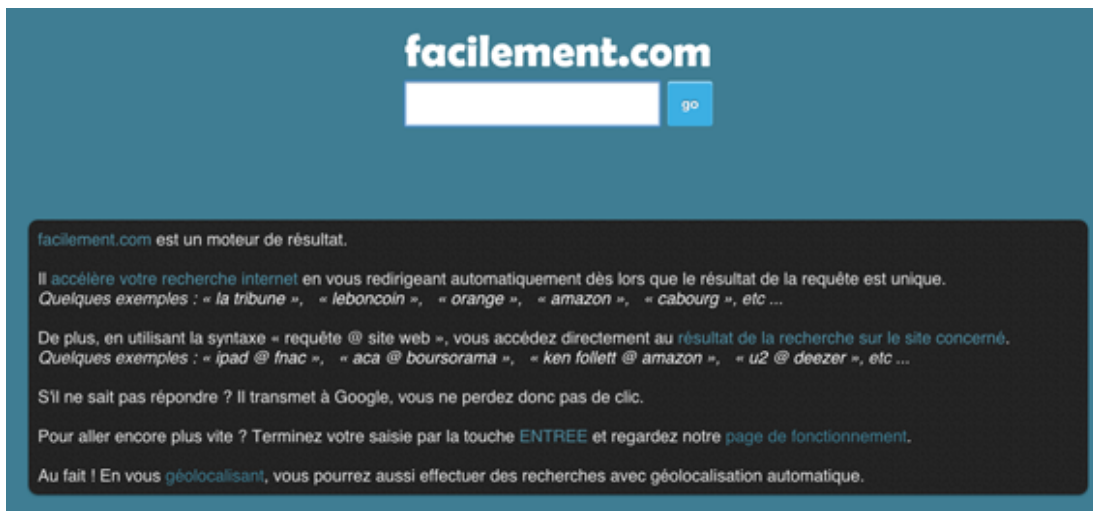 facilement.com
go
facilement.com est un moteur de résultat.
Il accélère votre recherche internet en vous redirigeant automatiquement dès lors que le résultat de la requête est unique.
Quelques exemples : « la tribune », « leboncoin », « orange », « amazon », « cabourg », etc ...
De plus, en utilisant la syntaxe « requête @ site web », vous accédez directement au résultat de la recherche sur le site concerné.
Quelques exemples : « ipad @ fnac », « aca @ boursorama », « ken follett @ amazon », « u2 @ deezer », etc ...
S'il ne sait pas répondre ? Il transmet à Google, vous ne perdez donc pas de clic.
Pour aller encore plus vite ? Terminez votre saisie par la touche ENTREE et regardez notre page de fonctionnement.
Au fait ! En vous géolocalisant, vous pourrez aussi effectuer des recherches avec géolocalisation automatique.